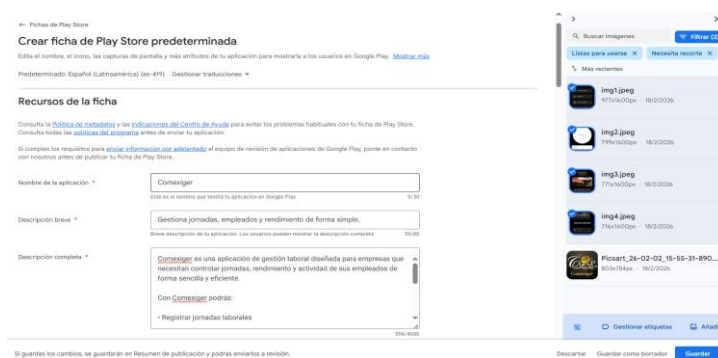 ← Fichas de Play Store
Crear ficha de Play Store predeterminada
Edita el nombre, el icono, las capturas de pantalla y más atributos de tu aplicación para mostrarla a los usuarios en Google Play. Mostrar más
Predeterminado: Español (Latinoamérica) (es-419) Gestionar traducciones
Recursos de la ficha
Consulta la Política de metadatos y las indicaciones del Centro de Ayuda para evitar los problemas habituales con tu ficha de Play Store.
Consulta todas las políticas del programa antes de enviar tu aplicación.
Si cumples los requisitos para enviar información por adelantado al equipo de revisión de aplicaciones de Google Play, ponte en contacto
con nosotros antes de publicar tu ficha de Play Store.
Nombre de la aplicación *
Comexiger
Este es el nombre que tendrá tu aplicación en Google Play 9/30
Descripción breve *
Gestiona jornadas, empleados y rendimiento de forma simple.
Breve descripción de tu aplicación. Los usuarios pueden mostrar la descripción completa. 59/80
Descripción completa *
Comexiger es una aplicación de gestión laboral diseñada para empresas que
necesitan controlar jornadas, rendimiento y actividad de sus empleados de
forma sencilla y eficiente.
Con Comexiger podrás:
• Registrar jornadas laborales
596/4000
Si guardas los cambios, se guardarán en Resumen de publicación y podrás enviarlos a revisión.
Descartar Guardar como borrador Guardar
Buscar imágenes
Filtrar (2)
Listas para usarse X Necesita recorte X
Más recientes
img1.jpeg
977x1600px · 18/2/2026
img2.jpeg
799x1600px · 18/2/2026
img3.jpeg
771x1600px · 18/2/2026
img4.jpeg
716x1600px · 18/2/2026
Picsart_26-02-02_15-55-31-890...
803x784px · 18/2/2026
Gestionar etiquetas Añadi